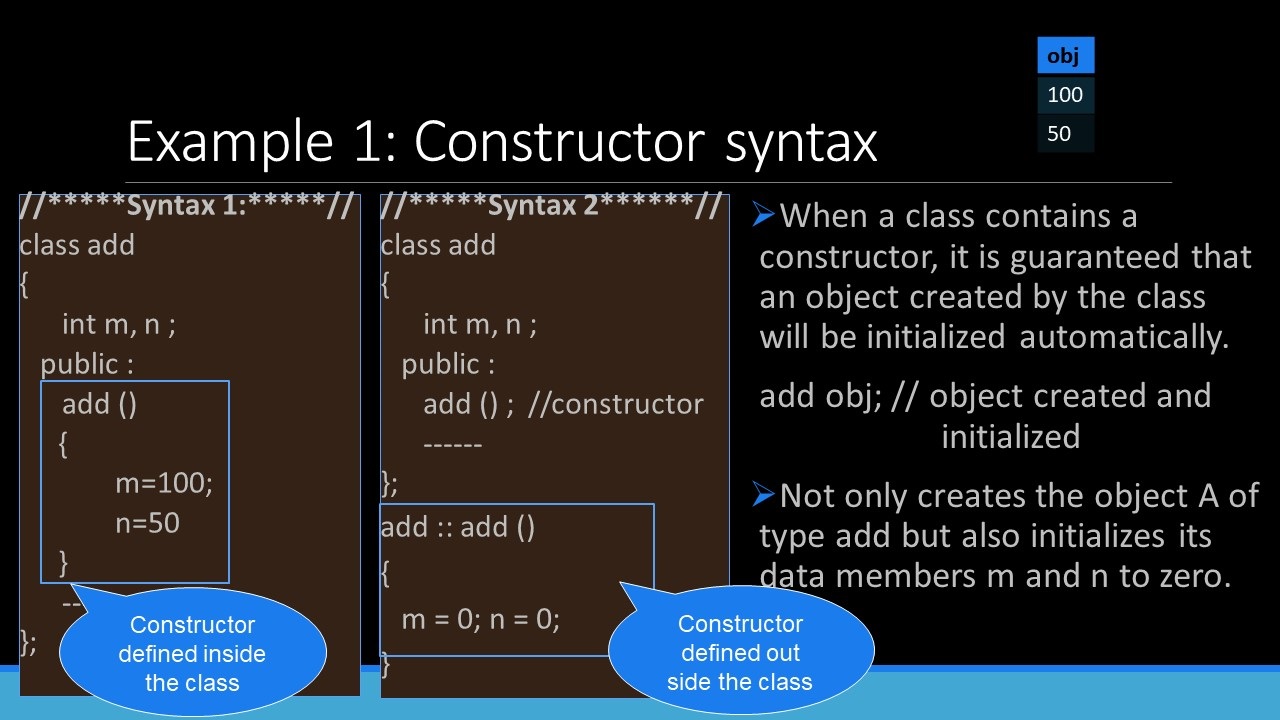 obj
100
50
Example 1: Constructor syntax
//*****Syntax 1:*****//
class add
{
int m, n ;
public :
add ()
{
m=100;
n=50
}
--
};
Constructor
defined inside
the class
//*****Syntax 2******//
class add
{
int m, n ;
public :
add () ; //constructor
------
};
add :: add ()
{
m = 0; n = 0;
}
Constructor
defined out
side the class
➢When a class contains a
constructor, it is guaranteed that
an object created by the class
will be initialized automatically.
add obj; // object created and
initialized
➢Not only creates the object A of
type add but also initializes its
data members m and n to zero.